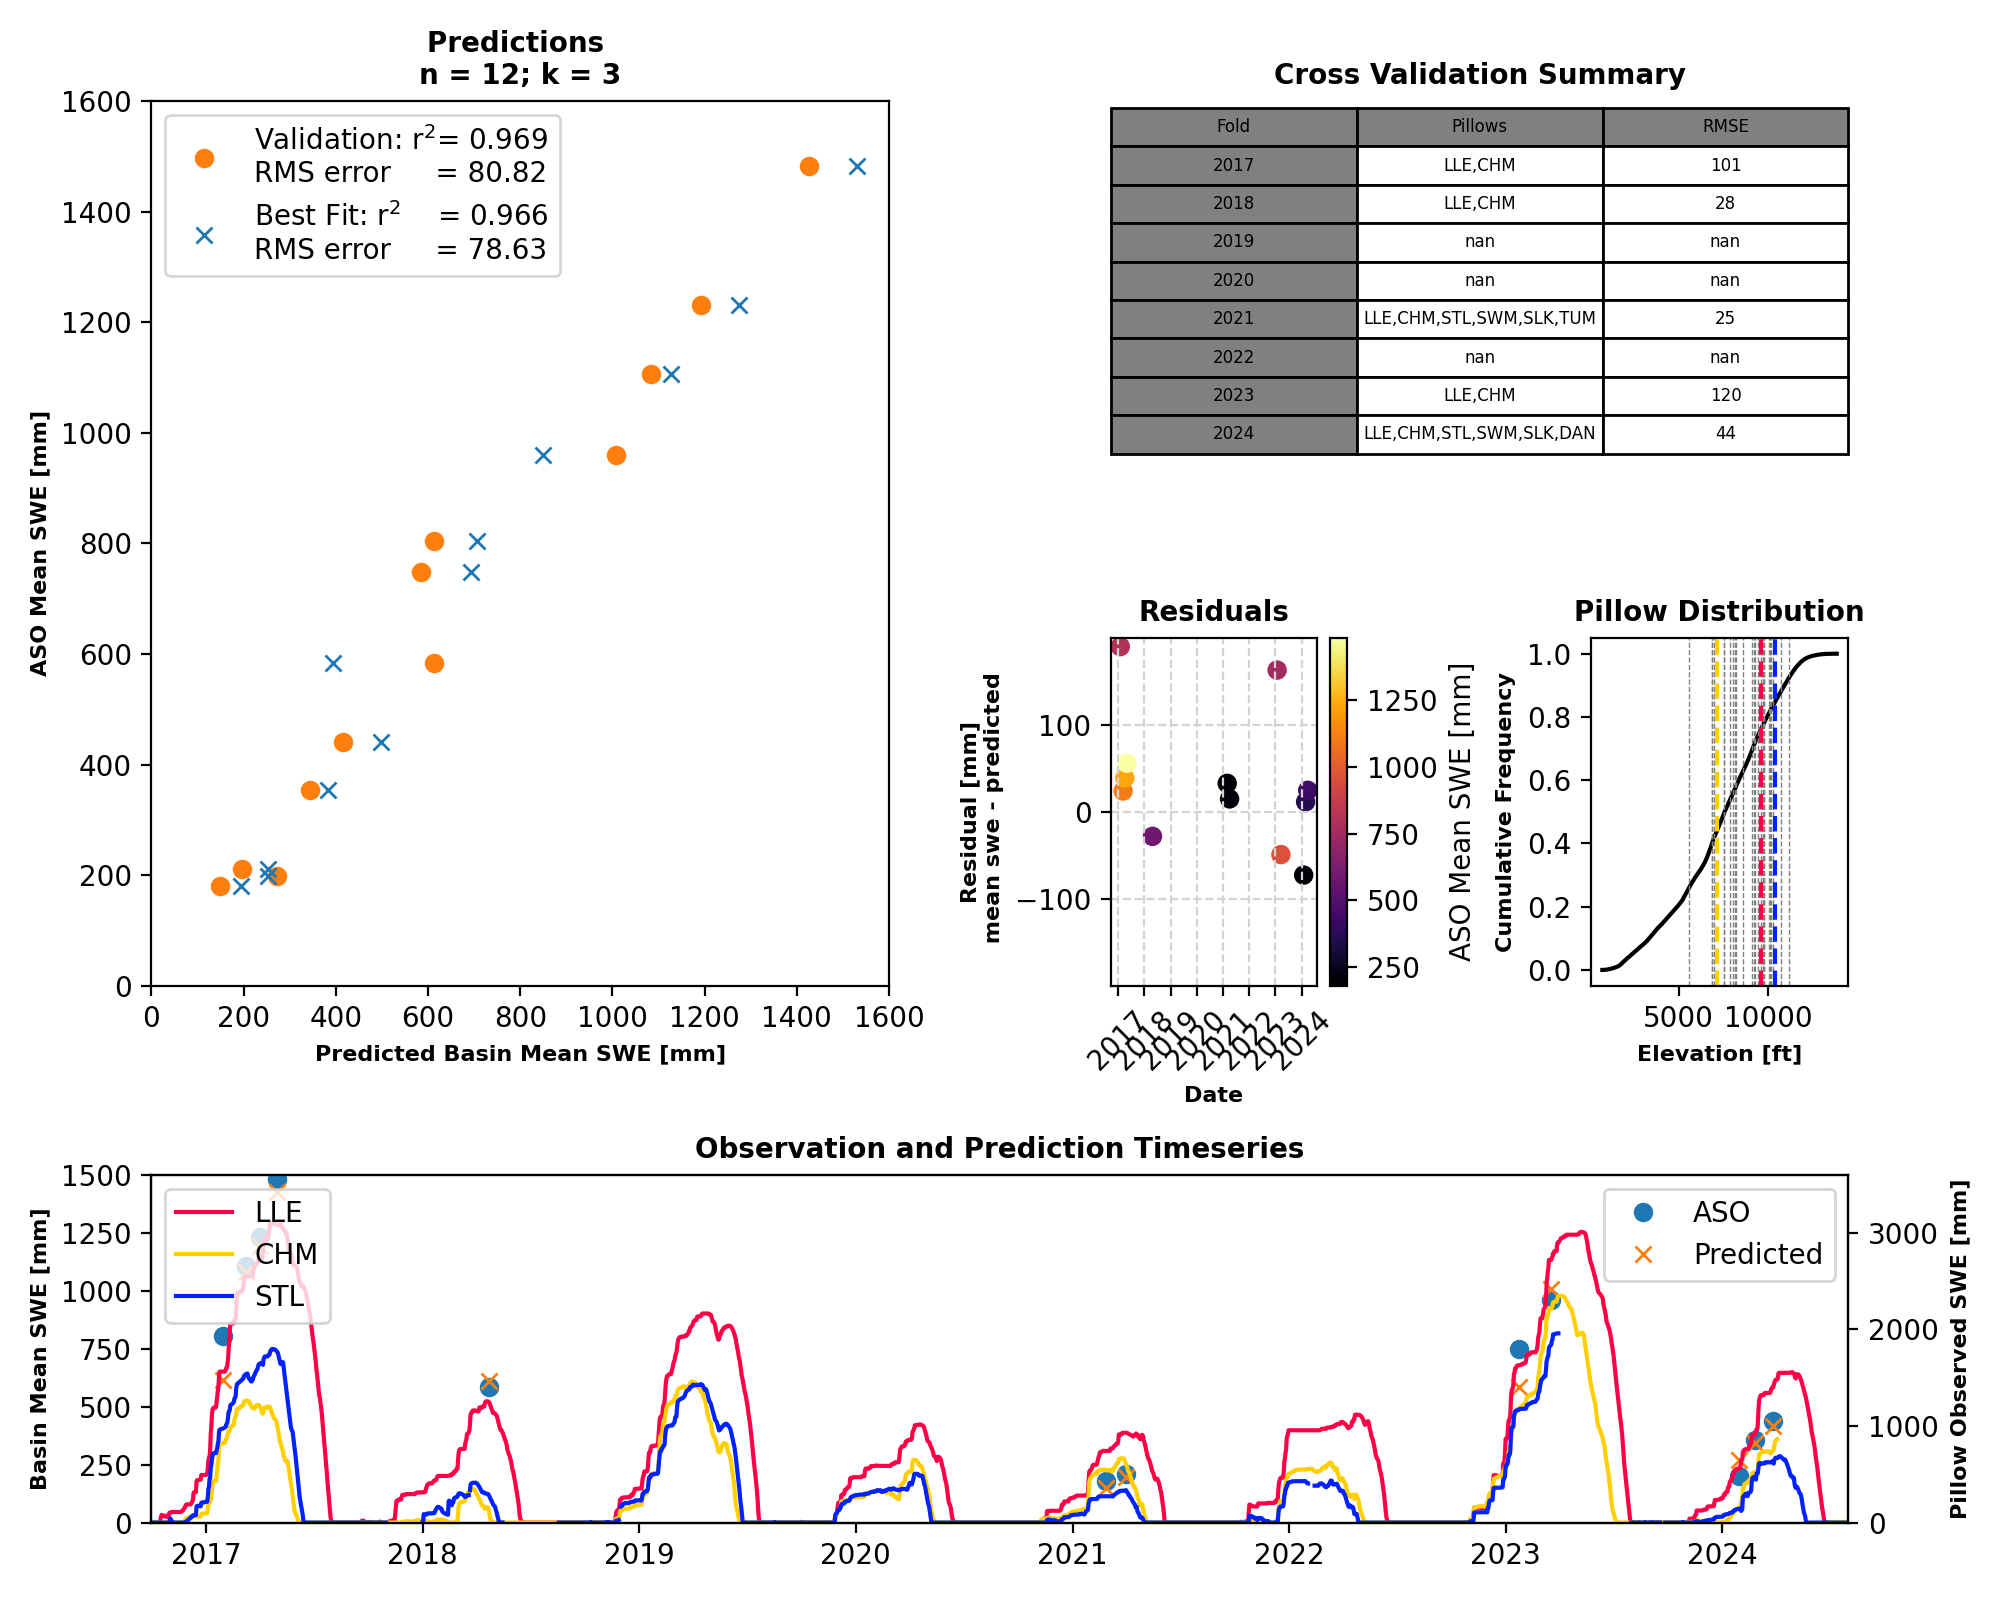 Predictions
n = 12; k = 3
1600
1400
1200
1000
800
600
400
200
0
ASO Mean SWE [mm]
Validation: r²= 0.969
RMS error = 80.82
Best Fit: r² = 0.966
RMS error = 78.63
0 200 400 600 800 1000 1200 1400 1600
Predicted Basin Mean SWE [mm]
Cross Validation Summary
Fold Pillows RMSE
2017 LLE,CHM 101
2018 LLE,CHM 28
2019 nan nan
2020 nan nan
2021 LLE,CHM,STL,SWM,SLK,TUM 25
2022 nan nan
2023 LLE,CHM 120
2024 LLE,CHM,STL,SWM,SLK,DAN 44
Residuals
Residual [mm]
mean swe - predicted
100
0
−100
2017 2018 2019 2020 2021 2022 2023 2024
Date
1250
1000
750
500
250
ASO Mean SWE [mm]
Pillow Distribution
Cumulative Frequency
1.0
0.8
0.6
0.4
0.2
0.0
5000 10000
Elevation [ft]
Observation and Prediction Timeseries
Basin Mean SWE [mm]
1500
1250
1000
750
500
250
0
LLE
CHM
STL
ASO
Predicted
3000
2000
1000
0
Pillow Observed SWE [mm]
2017 2018 2019 2020 2021 2022 2023 2024